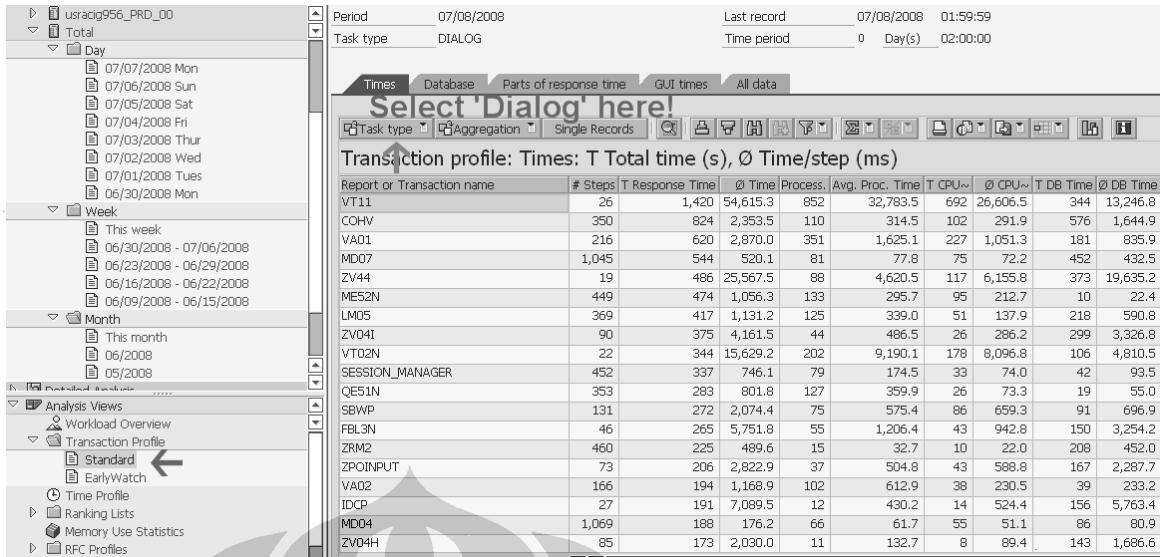 usracig956_PRD_00
Total
Day
07/07/2008 Mon
07/06/2008 Sun
07/05/2008 Sat
07/04/2008 Fri
07/03/2008 Thur
07/02/2008 Wed
07/01/2008 Tues
06/30/2008 Mon
Week
This week
06/30/2008 - 07/06/2008
06/23/2008 - 06/29/2008
06/16/2008 - 06/22/2008
06/09/2008 - 06/15/2008
Month
This month
06/2008
05/2008
Detailed Analysis
Analysis Views
Workload Overview
Transaction Profile
Standard
EarlyWatch
Time Profile
Ranking Lists
Memory Use Statistics
RFC Profiles
Period 07/08/2008 Last record 07/08/2008 01:59:59
Task type DIALOG Time period 0 Day(s) 02:00:00
Times Database Parts of response time GUI times All data
Select 'Dialog' here!
Task type Aggregation Single Records
Transaction profile: Times: T Total time (s), Ø Time/step (ms)
Report or Transaction name # Steps T Response Time Ø Time Process. Avg. Proc. Time T CPU~ Ø CPU~ T DB Time Ø DB Time
VT11 26 1,420 54,615.3 852 32,783.5 692 26,606.5 344 13,246.8
COHV 350 824 2,353.5 110 314.5 102 291.9 576 1,644.9
VA01 216 620 2,870.0 351 1,625.1 227 1,051.3 181 835.9
MD07 1,045 544 520.1 81 77.8 75 72.2 452 432.5
ZV44 19 486 25,567.5 88 4,620.5 117 6,155.8 373 19,635.2
ME52N 449 474 1,056.3 133 295.7 95 212.7 10 22.4
LM05 369 417 1,131.2 125 339.0 51 137.9 218 590.8
ZV04I 90 375 4,161.5 44 486.5 26 286.2 299 3,326.8
VT02N 22 344 15,629.2 202 9,190.1 178 8,096.8 106 4,810.5
SESSION_MANAGER 452 337 746.1 79 174.5 33 74.0 42 93.5
QE51N 353 283 801.8 127 359.9 26 73.3 19 55.0
SBWP 131 272 2,074.4 75 575.4 86 659.3 91 696.9
FBL3N 46 265 5,751.8 55 1,206.4 43 942.8 150 3,254.2
ZRM2 460 225 489.6 15 32.7 10 22.0 208 452.0
ZPOINPUT 73 206 2,822.9 37 504.8 43 588.8 167 2,287.7
VA02 166 194 1,168.9 102 612.9 38 230.5 39 233.2
IDCP 27 191 7,089.5 12 430.2 14 524.4 156 5,763.4
MD04 1,069 188 176.2 66 61.7 55 51.1 86 80.9
ZV04H 85 173 2,030.0 11 132.7 8 89.4 143 1,686.6